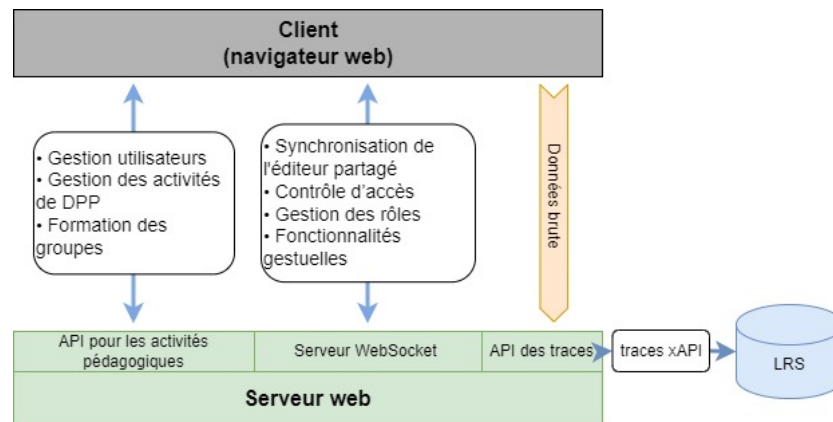 Client
(navigateur web)
• Gestion utilisateurs
• Gestion des activités
de DPP
• Formation des
groupes
• Synchronisation de
l'éditeur partagé
• Contrôle d'accès
• Gestion des rôles
• Fonctionnalités
gestuelles
Données brute
API pour les activités
pédagogiques
Serveur WebSocket
API des traces
traces xAPI
LRS
Serveur web